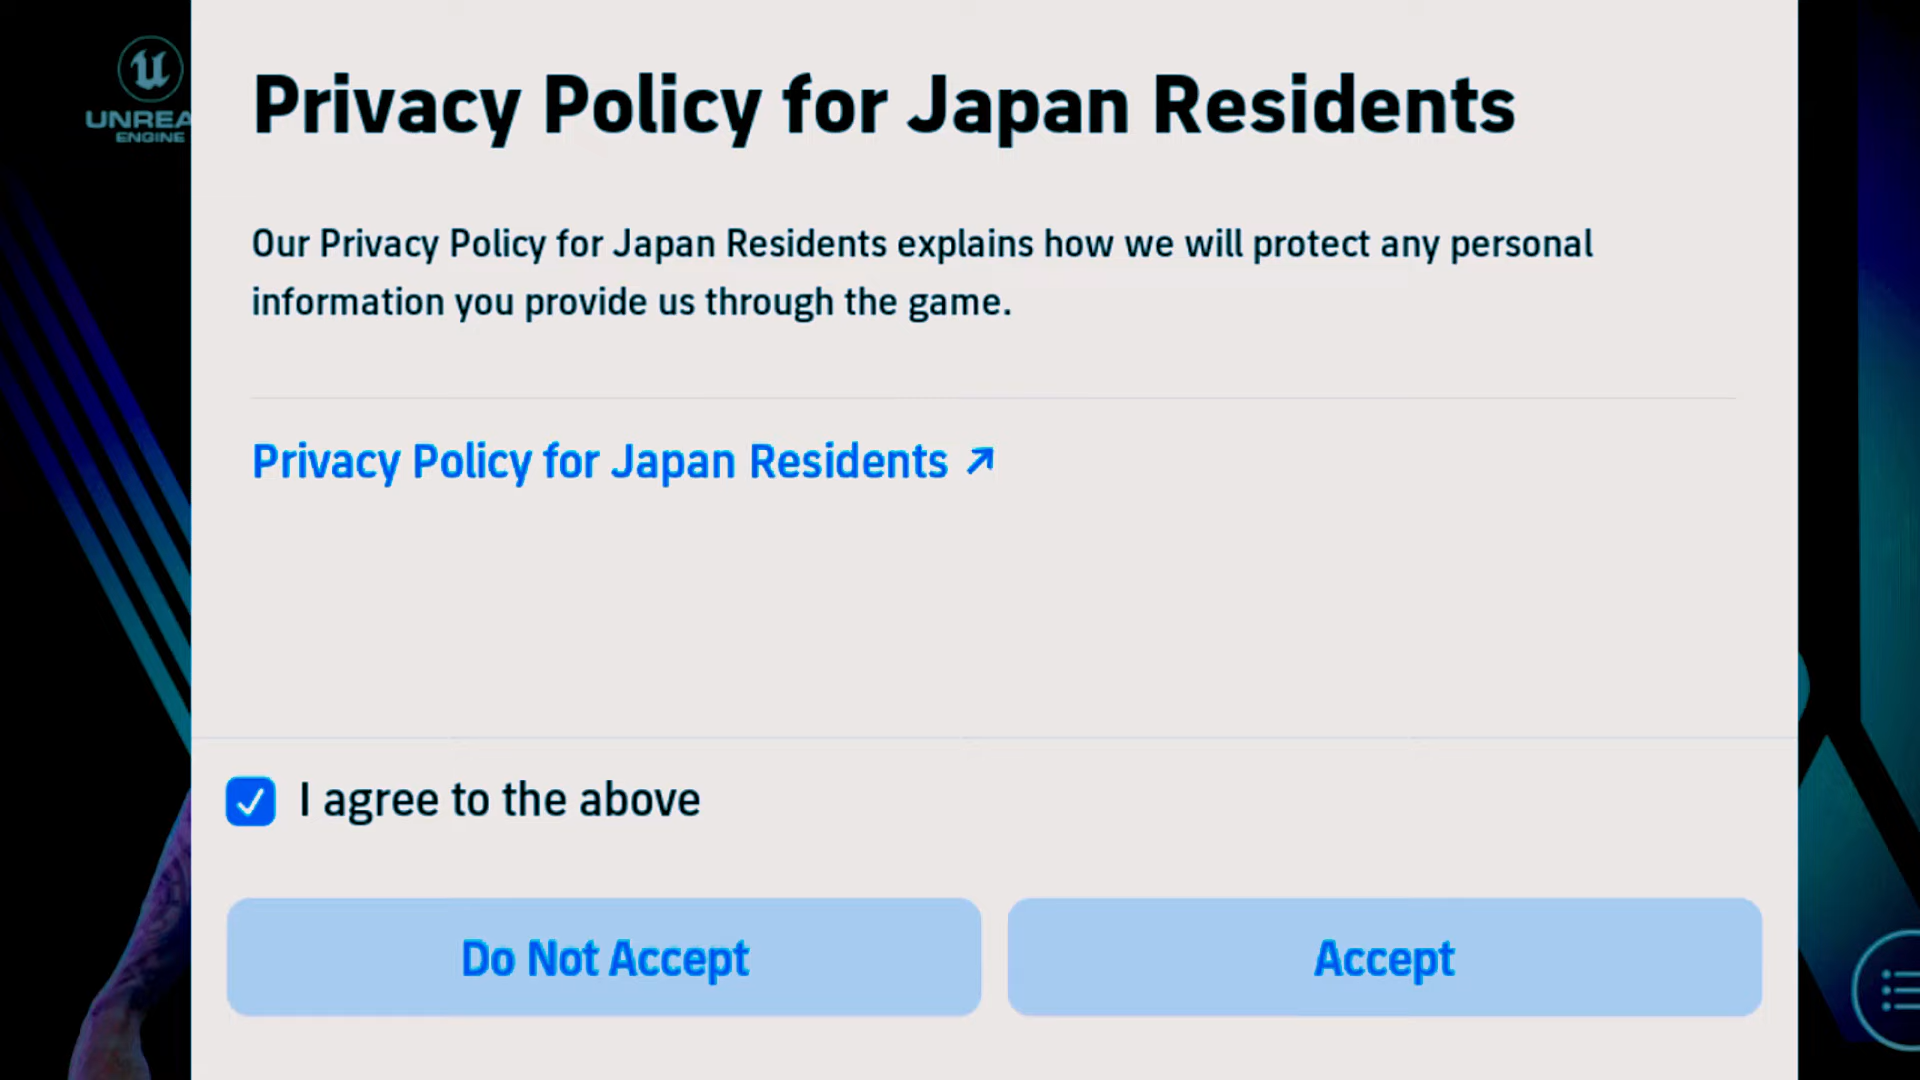 UNREA
ENGINE
Privacy Policy for Japan Residents
Our Privacy Policy for Japan Residents explains how we will protect any personal
information you provide us through the game.
Privacy Policy for Japan Residents ↗
I agree to the above
Do Not Accept
Accept